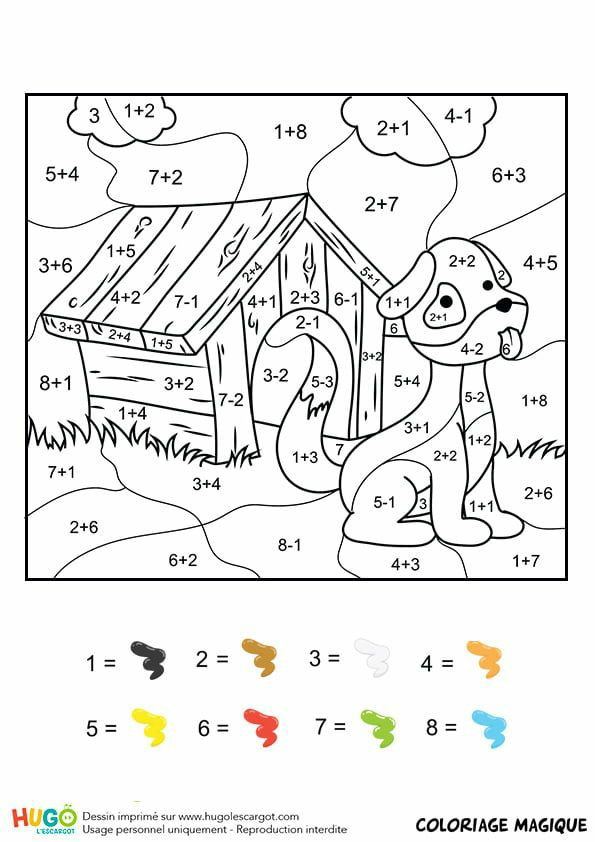 3 1+2 1+8 2+1 4-1
5+4 7+2 2+7 6+3
3+6 1+5 2+4 5+1 2+2 2 4+5
4+2 7-1 4+1 2+3 6-1 1+1 2+1
3+3 2+4 1+5 2-1 6 4-2 6
8+1 3+2 7-2 3-2 5-3 3+2 5+4 5-2 1+8
1+4 3+1 1+2
7+1 3+4 1+3 7 2+2 2+6
2+6 5-1 3 1+1
6+2 8-1 4+3 1+7
1 = 2 = 3 = 4 =
5 = 6 = 7 = 8 =
HUGO
L'ESCARGOT
Dessin imprimé sur www.hugolescargot.com
Usage personnel uniquement - Reproduction interdite
COLORIAGE MAGIQUE